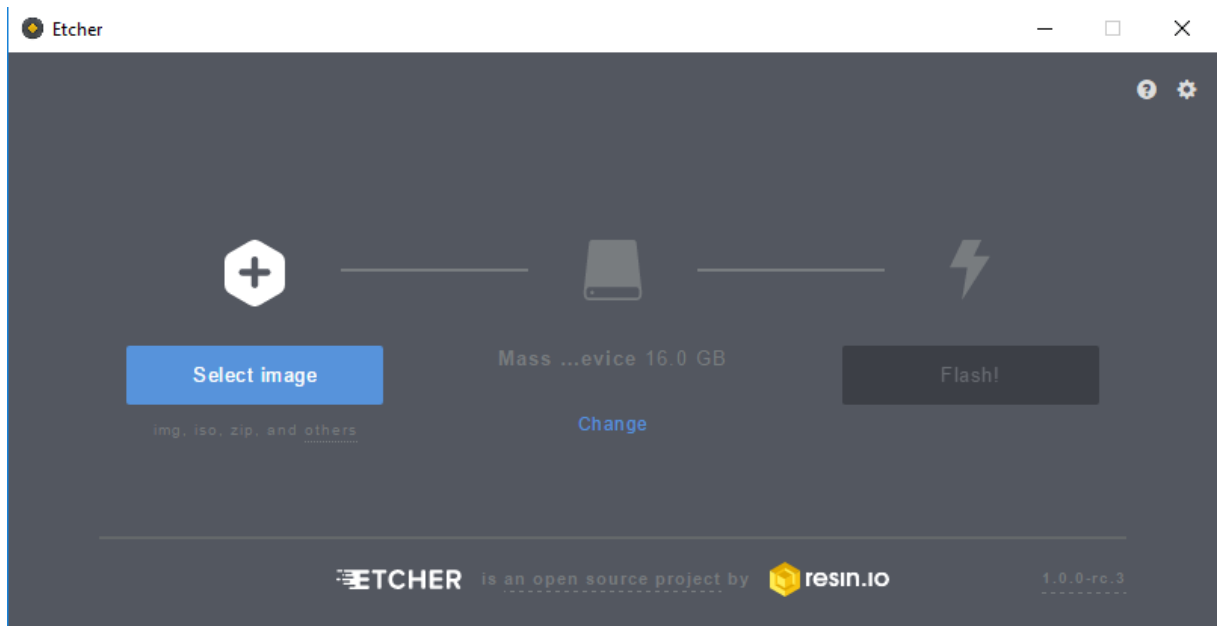 Etcher
Select image
Mass ...evice 16.0 GB
Flash!
img, iso, zip, and others
Change
ETCHER is an open source project by resin.io 1.0.0-rc.3